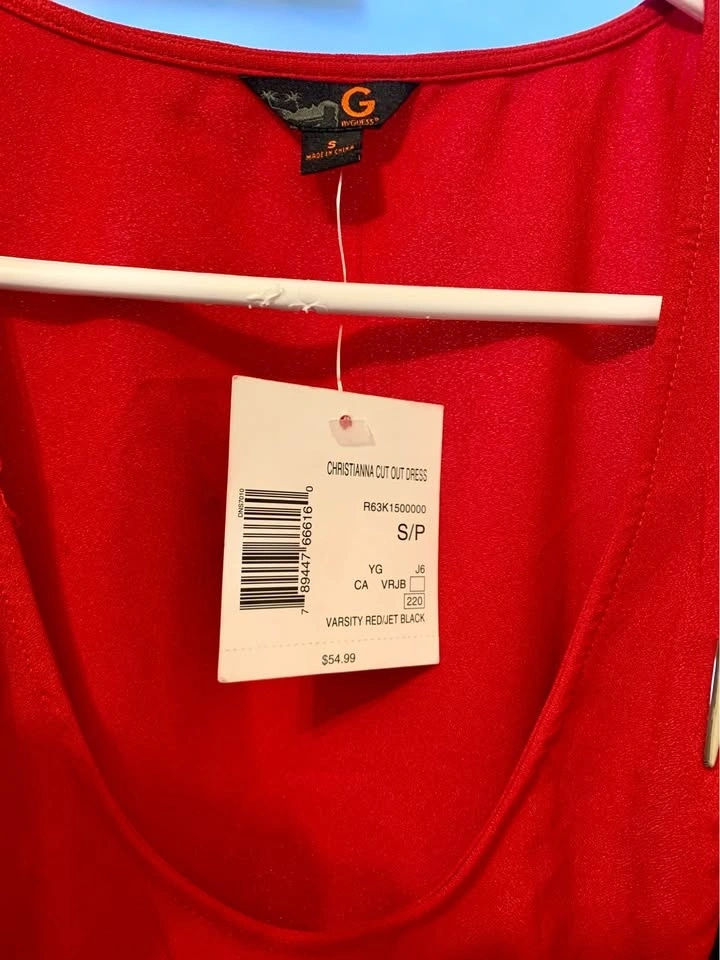 G
BYGUESS®
S
MADE IN CHINA
CHRISTIANNA CUT OUT DRESS
R63K1500000
S/P
YG J6
CA VRJB
220
VARSITY RED/JET BLACK
$54.99
DNS7010
7 89447 66616 0